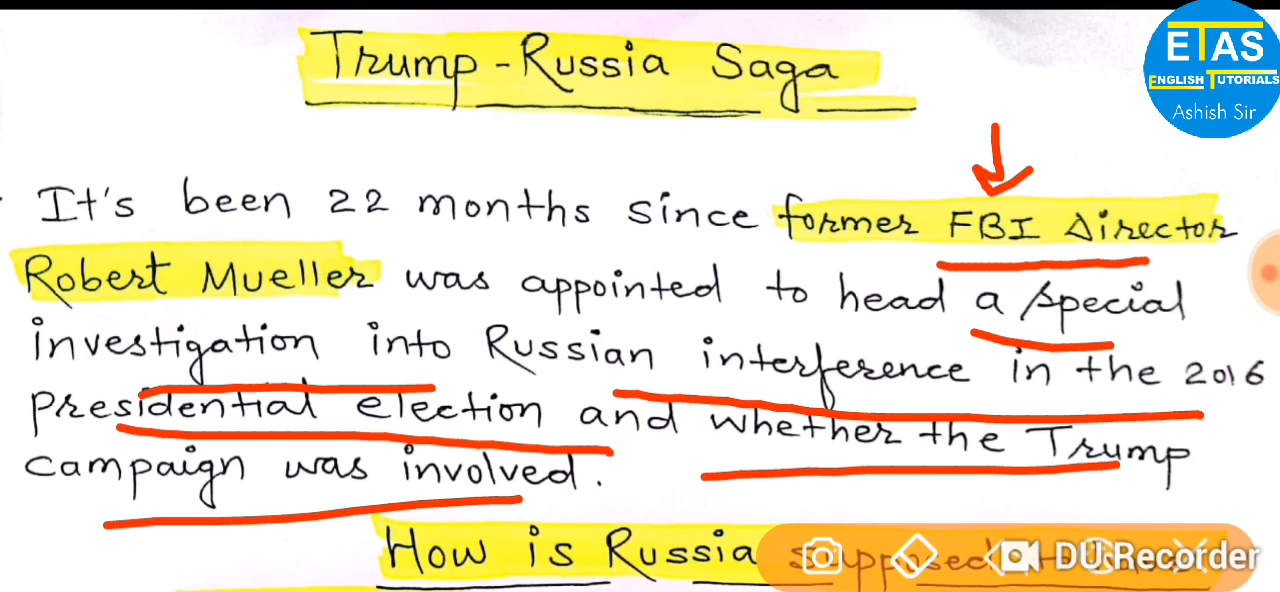 Trump - Russia Saga
ETAS
ENGLISH TUTORIALS
Ashish Sir
It's been 22 months since former FBI Director
Robert Mueller was appointed to head a special
investigation into Russian interference in the 2016
presidential election and whether the Trump
campaign was involved.
How is Russia supposed
DU Recorder